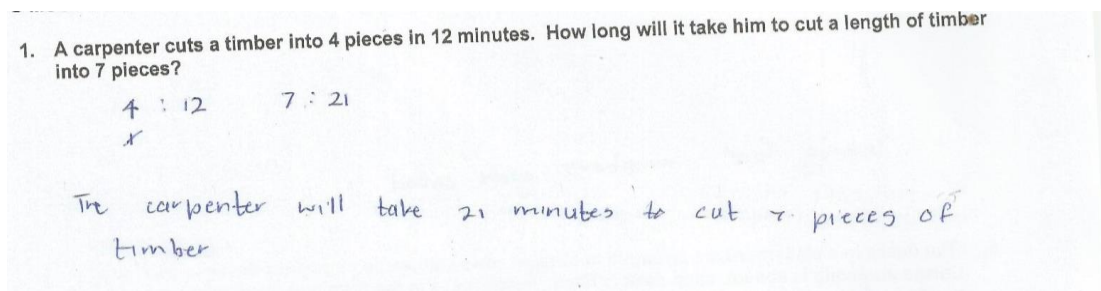 1. A carpenter cuts a timber into 4 pieces in 12 minutes. How long will it take him to cut a length of timber
into 7 pieces?
4 : 12 7 : 21
x
The carpenter will take 21 minutes to cut 7 pieces of
timber